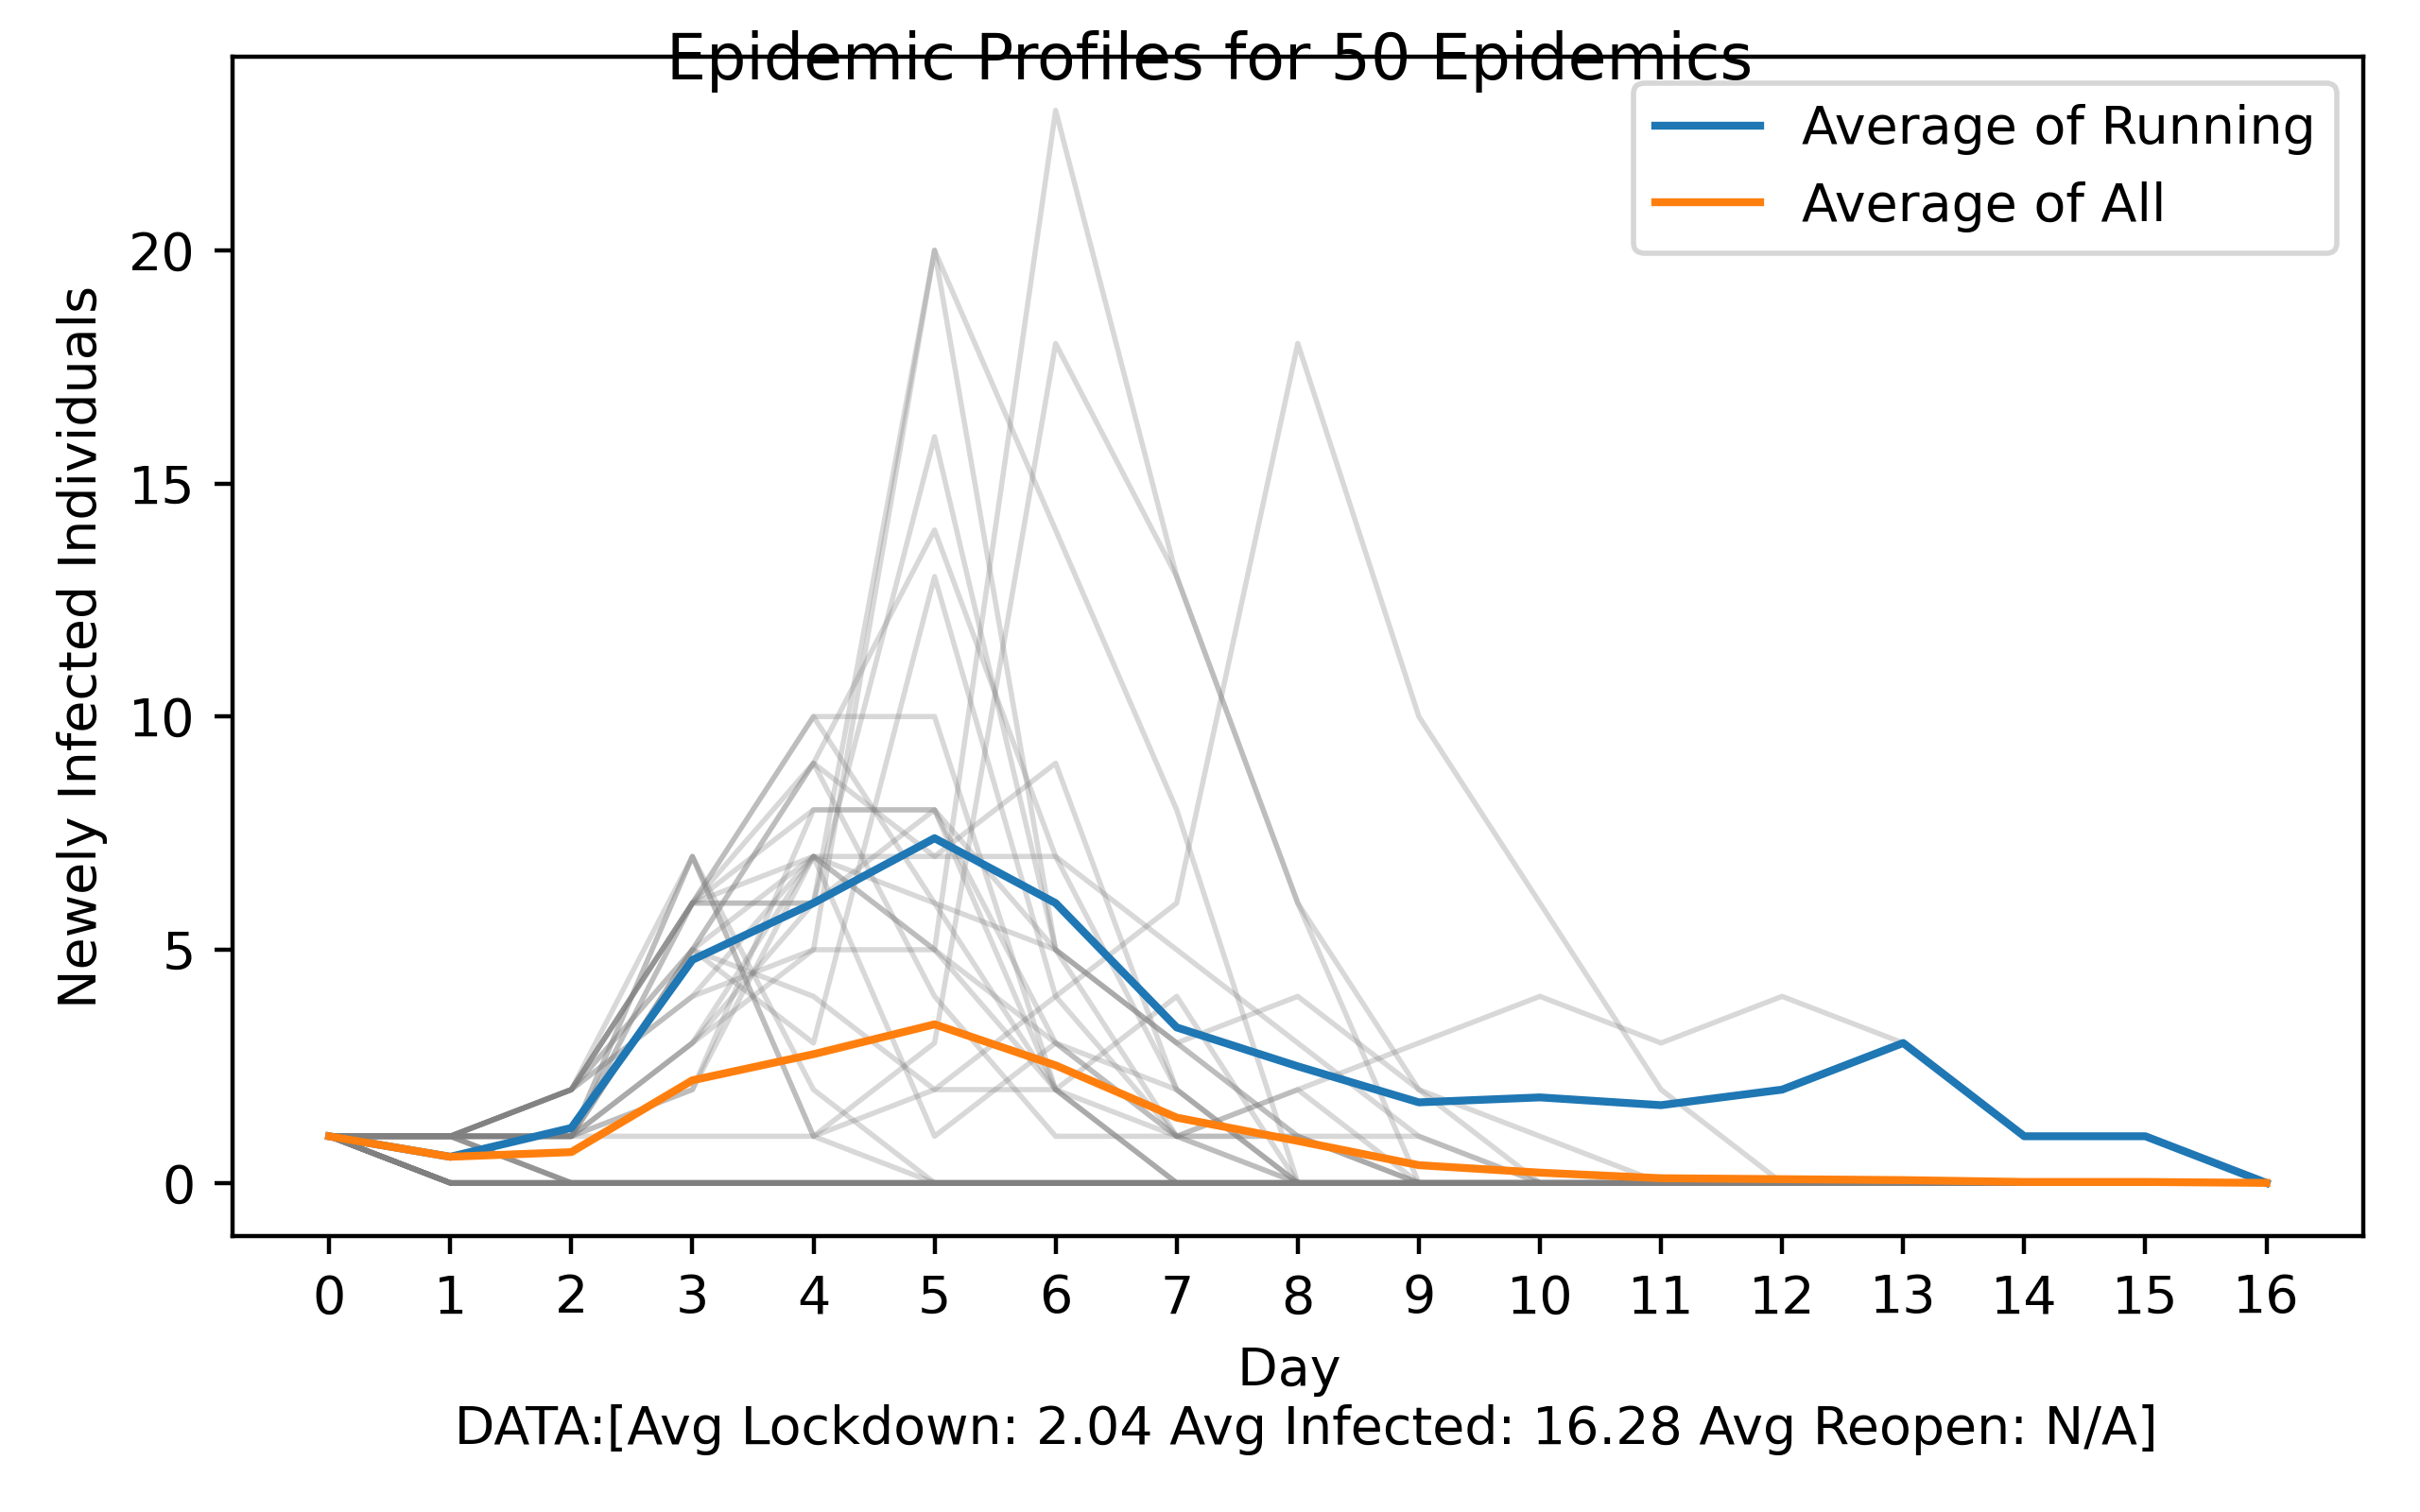 Epidemic Profiles for 50 Epidemics
Average of Running
Average of All
Newely Infected Individuals
20
15
10
5
0
0 1 2 3 4 5 6 7 8 9 10 11 12 13 14 15 16
Day
DATA:[Avg Lockdown: 2.04 Avg Infected: 16.28 Avg Reopen: N/A]